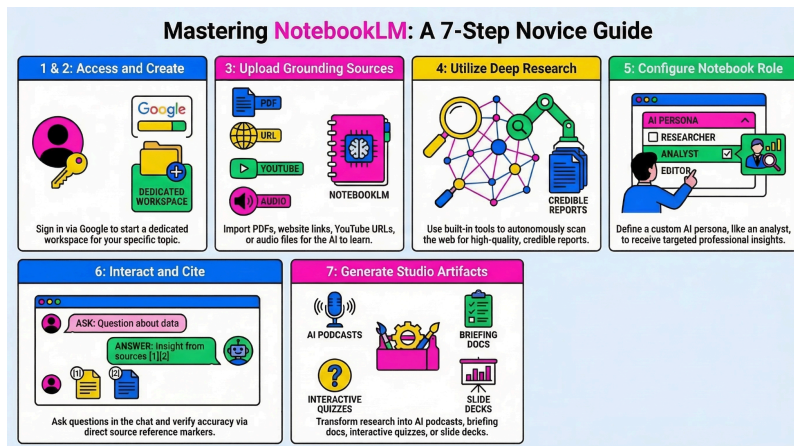 Mastering NotebookLM: A 7-Step Novice Guide
1 & 2: Access and Create
Google
DEDICATED
WORKSPACE
Sign in via Google to start a dedicated
workspace for your specific topic.
3: Upload Grounding Sources
PDF
URL
YOUTUBE
AUDIO
NOTEBOOKLM
Import PDFs, website links, YouTube URLs,
or audio files for the AI to learn.
4: Utilize Deep Research
CREDIBLE
REPORTS
Use built-in tools to autonomously scan
the web for high-quality, credible reports.
5: Configure Notebook Role
AI PERSONA
RESEARCHER
ANALYST
EDITOR
Define a custom AI persona, like an analyst,
to receive targeted professional insights.
6: Interact and Cite
ASK: Question about data
ANSWER: Insight from
sources [1][2]
[1]
[2]
Ask questions in the chat and verify accuracy via
direct source reference markers.
7: Generate Studio Artifacts
AI PODCASTS
BRIEFING
DOCS
INTERACTIVE
QUIZZES
SLIDE
DECKS
Transform research into AI podcasts, briefing
docs, interactive quizzes, or slide decks.